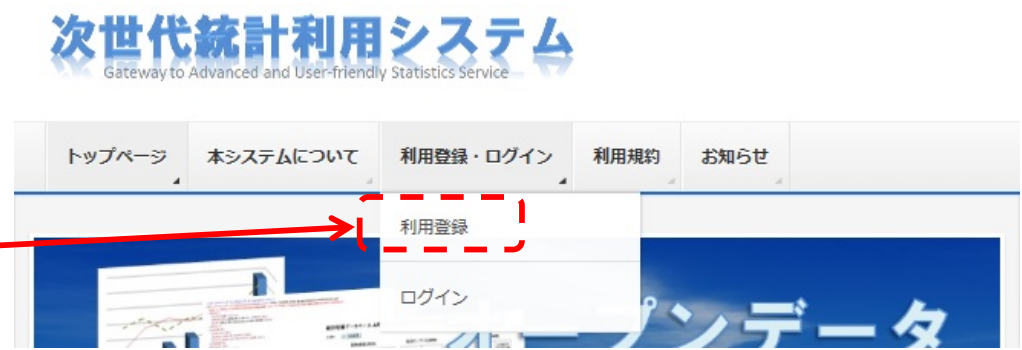 次世代統計利用システム
Gateway to Advanced and User-friendly Statistics Service
トップページ 本システムについて 利用登録・ログイン 利用規約 お知らせ
利用登録
ログイン
オープンデータ